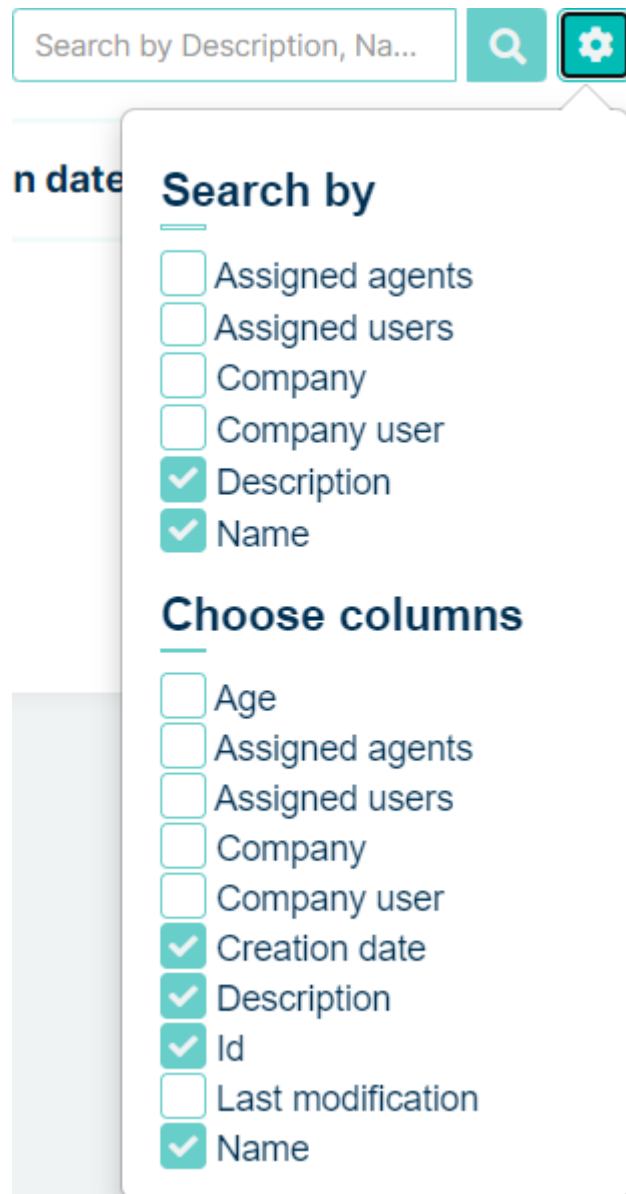 Search by Description, Na...
n date
Search by
Assigned agents
Assigned users
Company
Company user
Description
Name
Choose columns
Age
Assigned agents
Assigned users
Company
Company user
Creation date
Description
Id
Last modification
Name